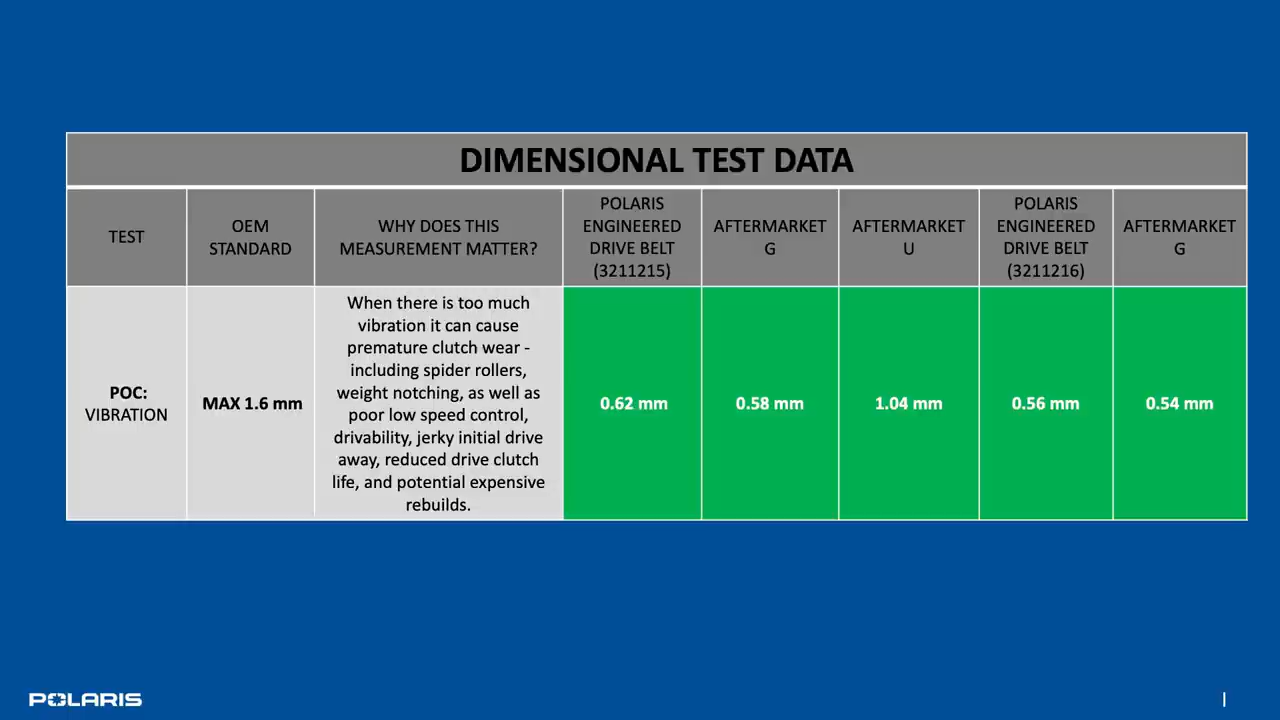 DIMENSIONAL TEST DATA
TEST
OEM
STANDARD
WHY DOES THIS
MEASUREMENT MATTER?
POLARIS
ENGINEERED
DRIVE BELT
(3211215)
AFTERMARKET
G
AFTERMARKET
U
POLARIS
ENGINEERED
DRIVE BELT
(3211216)
AFTERMARKET
G
POC:
VIBRATION
MAX 1.6 mm
When there is too much
vibration it can cause
premature clutch wear -
including spider rollers,
weight notching, as well as
poor low speed control,
drivability, jerky initial drive
away, reduced drive clutch
life, and potential expensive
rebuilds.
0.62 mm
0.58 mm
1.04 mm
0.56 mm
0.54 mm
POLARIS
|